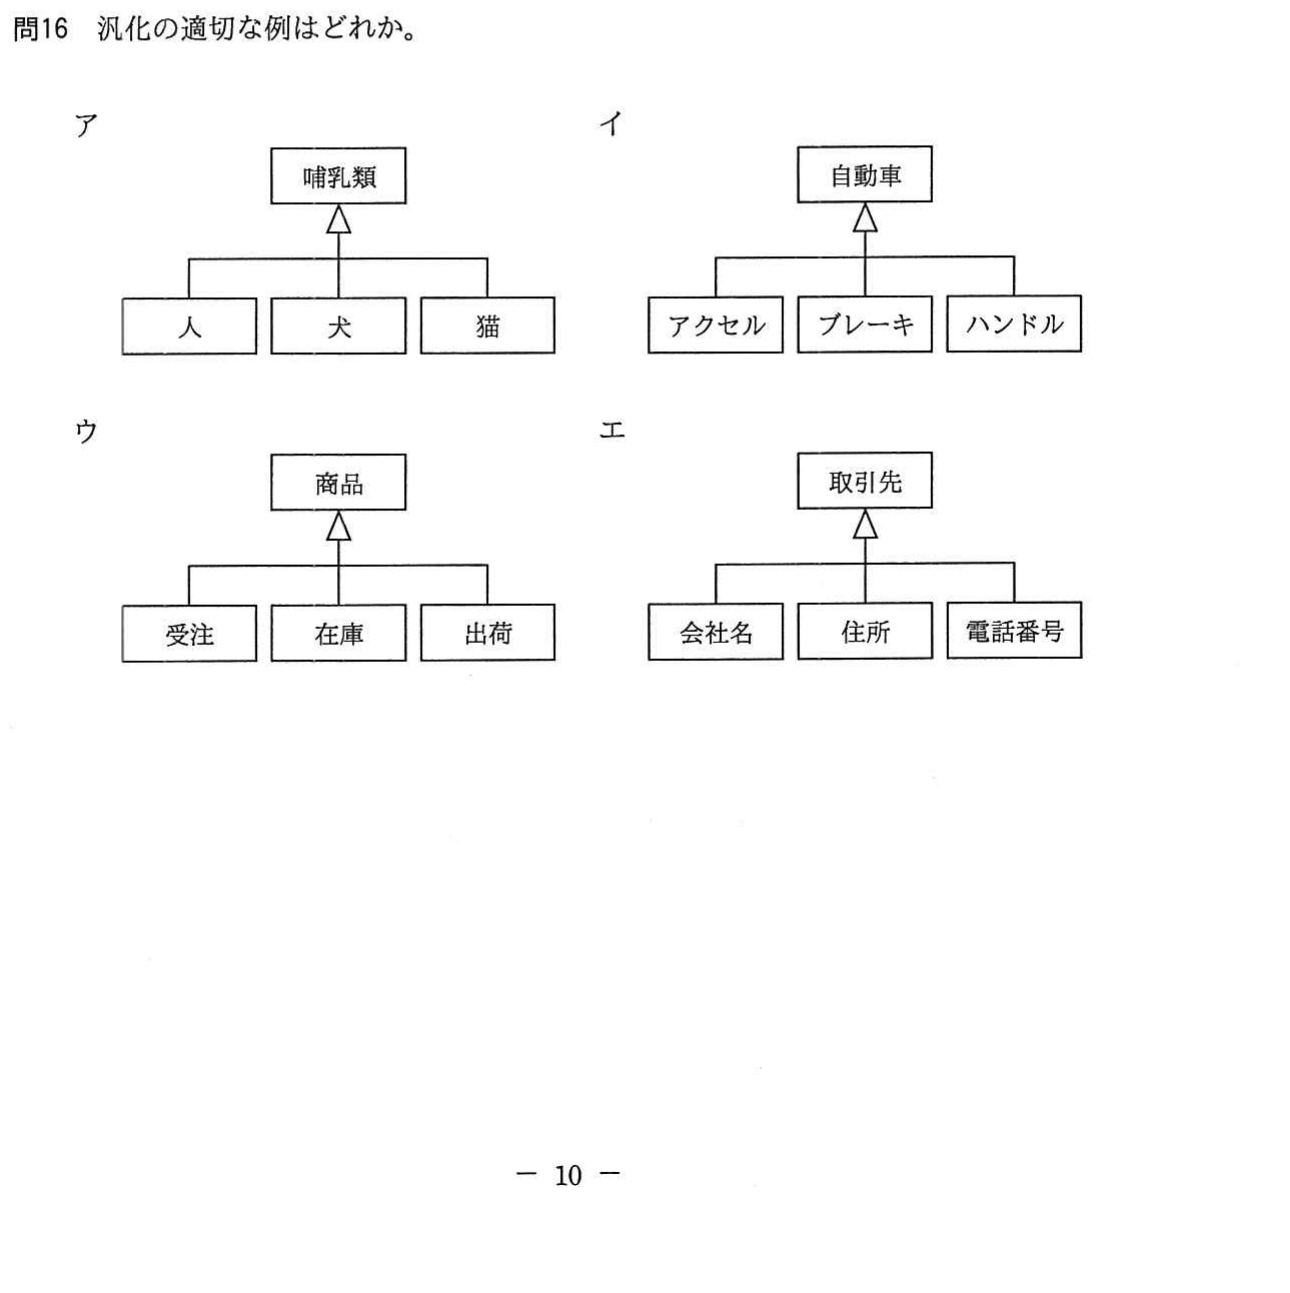 問16　汎化の適切な例はどれか。
ア
哺乳類
人　犬　猫
イ
自動車
アクセル　ブレーキ　ハンドル
ウ
商品
受注　在庫　出荷
エ
取引先
会社名　住所　電話番号
－ 10 －